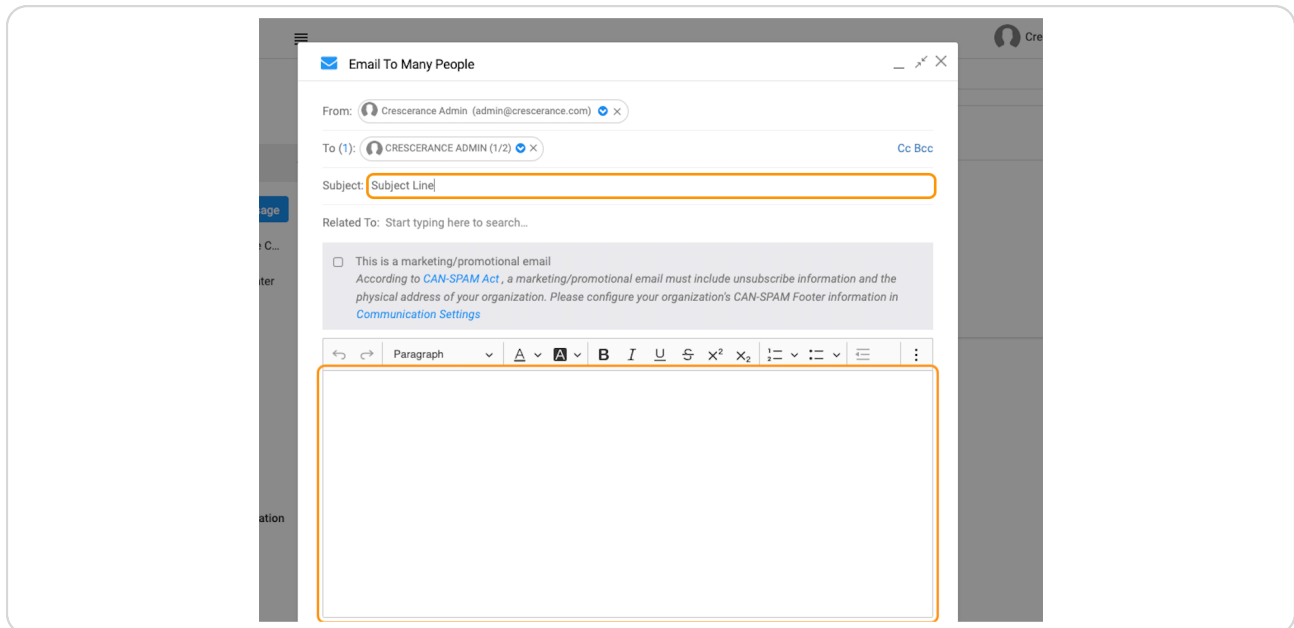 Cre
Email To Many People
From: Crescerance Admin (admin@crescerance.com)
To (1): CRESCERANCE ADMIN (1/2) Cc Bcc
Subject: Subject Line
sage
Related To: Start typing here to search...
e C...
This is a marketing/promotional email
According to CAN-SPAM Act , a marketing/promotional email must include unsubscribe information and the
physical address of your organization. Please configure your organization's CAN-SPAM Footer information in
Communication Settings
Paragraph A A B I U S X² X₂
ation